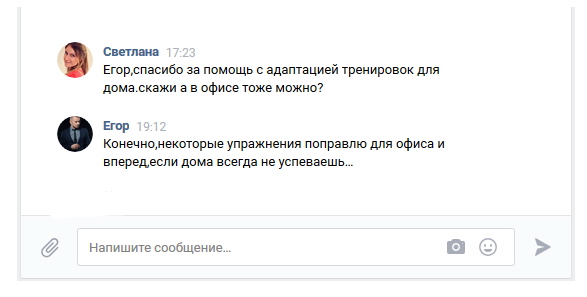 Светлана 17:23
Егор,спасибо за помощь с адаптацией тренировок для
дома.скажи а в офисе тоже можно?
Егор 19:12
Конечно,некоторые упражнения поправлю для офиса и
вперед,если дома всегда не успеваешь...
Напишите сообщение...